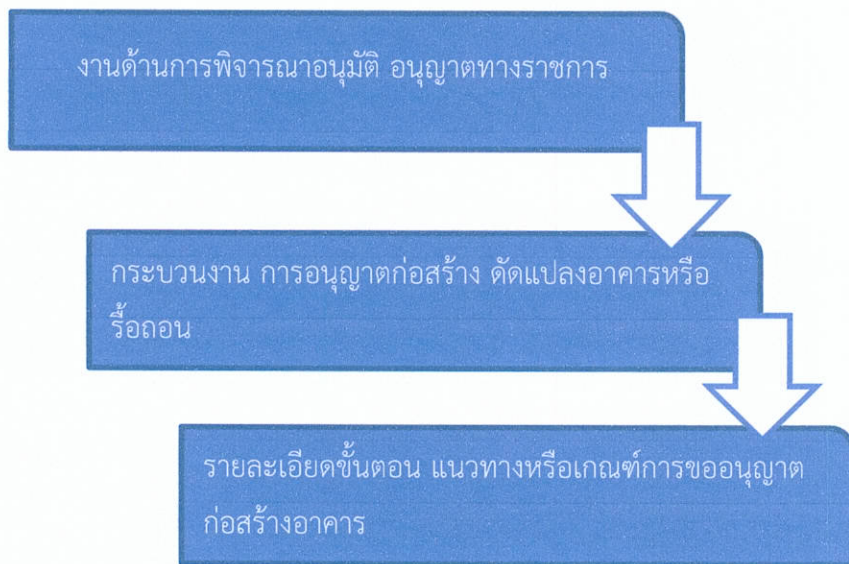 งานด้านการพิจารณาอนุมัติ อนุญาตทางราชการ
กระบวนงาน การอนุญาตก่อสร้าง ดัดแปลงอาคารหรือ
รื้อถอน
รายละเอียดขั้นตอน แนวทางหรือเกณฑ์การขออนุญาต
ก่อสร้างอาคาร